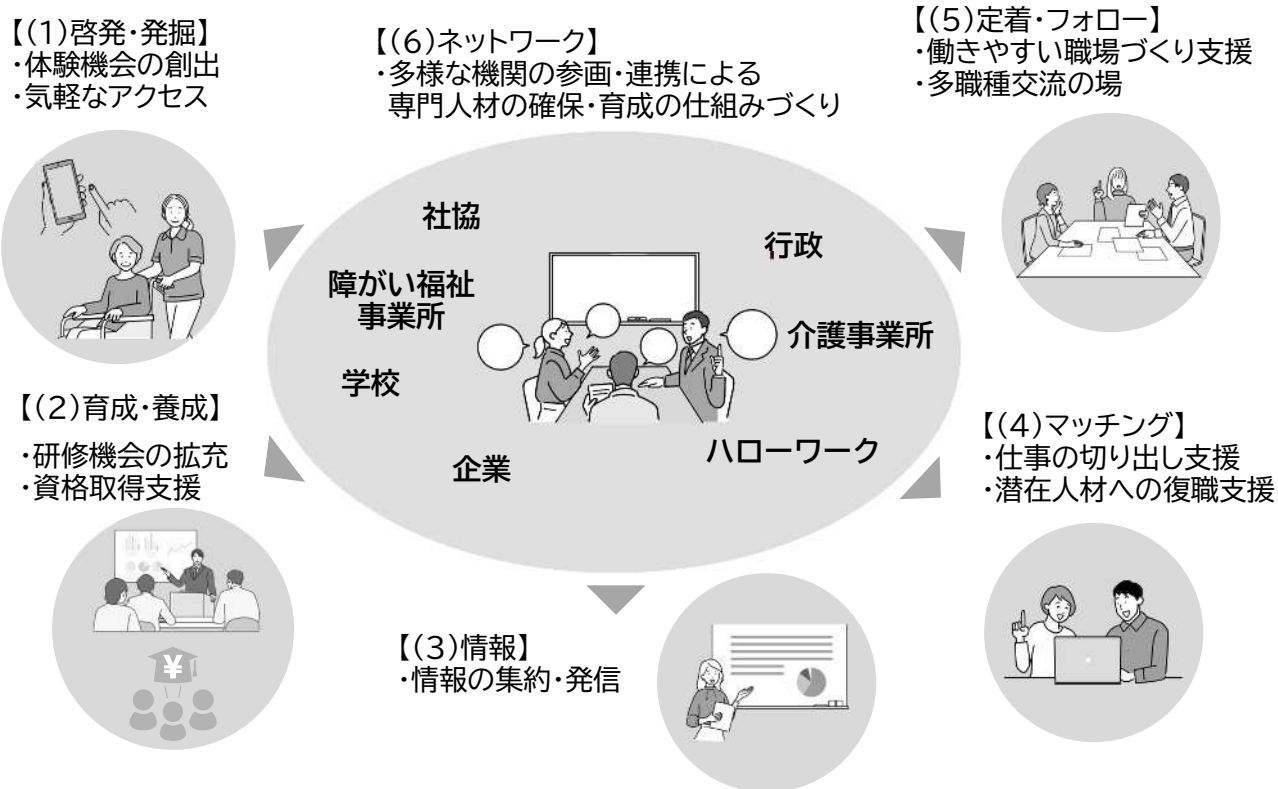 【(1)啓発・発掘】
・体験機会の創出
・気軽なアクセス
【(6)ネットワーク】
・多様な機関の参画・連携による
専門人材の確保・育成の仕組みづくり
【(5)定着・フォロー】
・働きやすい職場づくり支援
・多職種交流の場
社協
行政
障がい福祉
事業所
介護事業所
学校
ハローワーク
企業
【(2)育成・養成】
・研修機会の拡充
・資格取得支援
¥
【(3)情報】
・情報の集約・発信
【(4)マッチング】
・仕事の切り出し支援
・潜在人材への復職支援